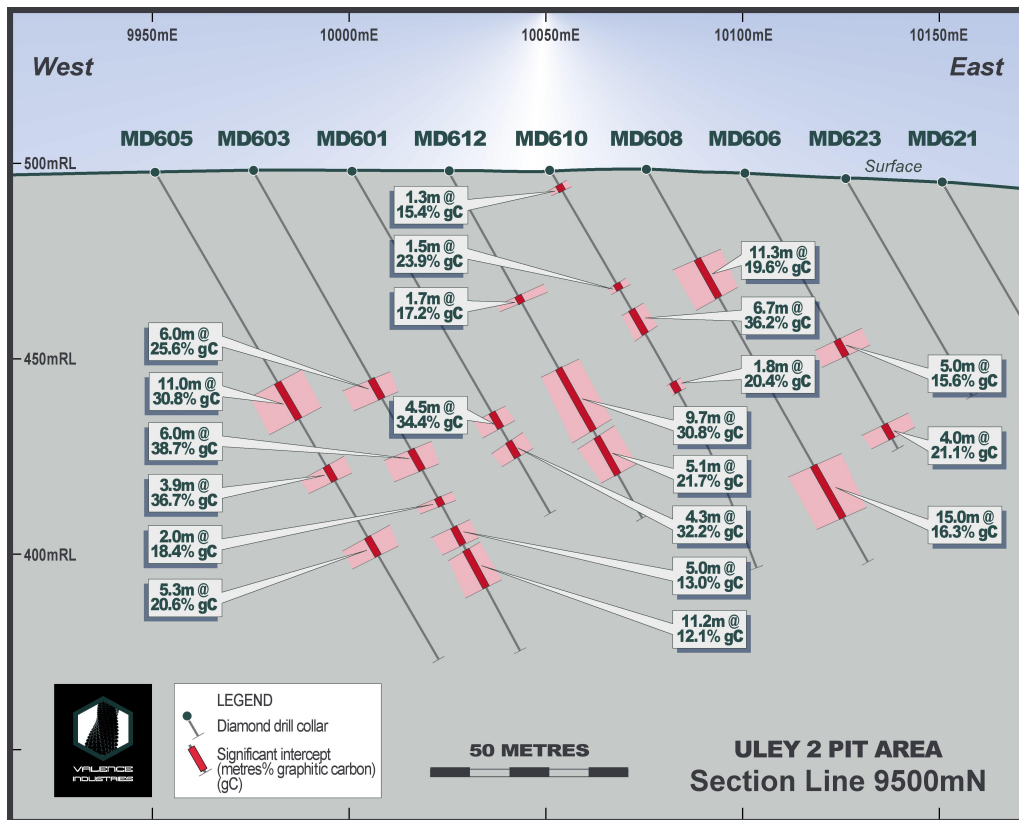 9950mE
10000mE
10050mE
10100mE
10150mE
West
East
MD605
MD603
MD601
MD612
MD610
MD608
MD606
MD623
MD621
500mRL
Surface
1.3m @
15.4% gC
1.5m @
23.9% gC
11.3m @
19.6% gC
1.7m @
17.2% gC
6.7m @
36.2% gC
6.0m @
25.6% gC
450mRL
1.8m @
20.4% gC
5.0m @
15.6% gC
11.0m @
30.8% gC
4.5m @
34.4% gC
9.7m @
30.8% gC
6.0m @
38.7% gC
4.0m @
21.1% gC
5.1m @
21.7% gC
3.9m @
36.7% gC
4.3m @
32.2% gC
15.0m @
16.3% gC
2.0m @
18.4% gC
400mRL
5.0m @
13.0% gC
5.3m @
20.6% gC
11.2m @
12.1% gC
VALENCE
INDUSTRIES
LEGEND
Diamond drill collar
Significant intercept
(metres% graphitic carbon)
(gC)
50 METRES
ULEY 2 PIT AREA
Section Line 9500mN